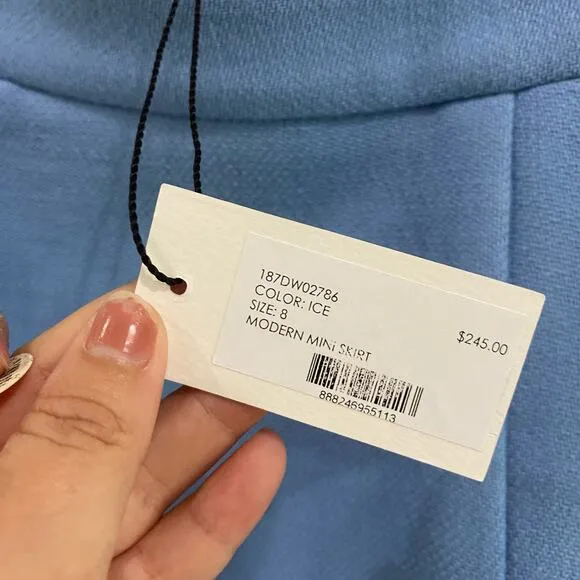 187DW02786
COLOR: ICE
SIZE: 8
MODERN MINI SKIRT
$245.00
888246955113